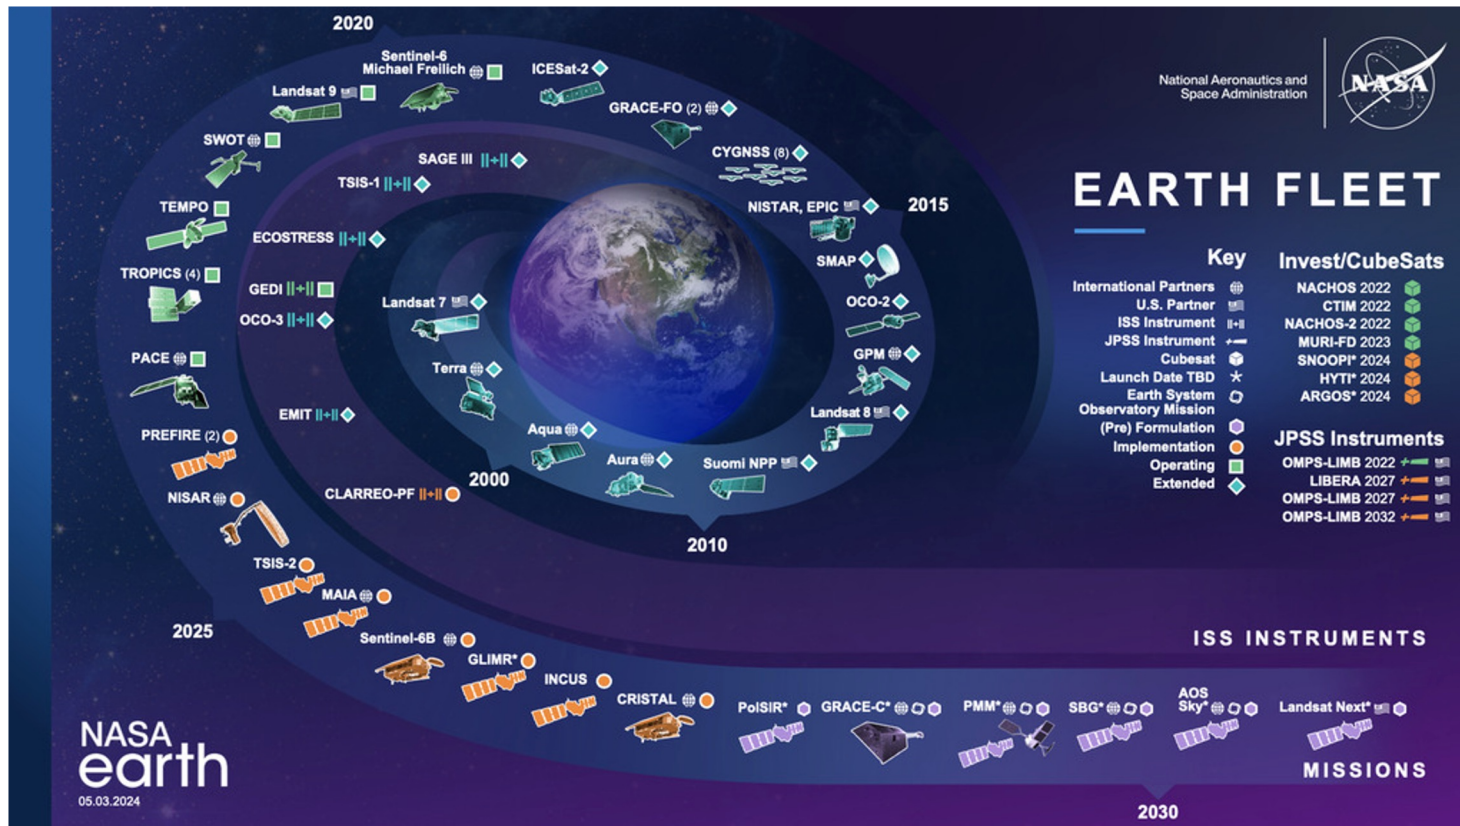 2020
Sentinel-6
Michael Freilich
ICESat-2
Landsat 9
GRACE-FO (2)
SWOT
SAGE III
CYGNSS (8)
TSIS-1
TEMPO
NISTAR, EPIC
2015
ECOSTRESS
SMAP
TROPICS (4)
GEDI
Landsat 7
OCO-2
OCO-3
PACE
Terra
GPM
EMIT
Landsat 8
Aqua
PREFIRE (2)
Aura
Suomi NPP
2000
NISAR
CLARREO-PF
2010
TSIS-2
MAIA
2025
Sentinel-6B
GLIMR*
INCUS
CRISTAL
PolSIR*
GRACE-C*
PMM*
SBG*
AOS
Sky*
Landsat Next*
ISS INSTRUMENTS
MISSIONS
2030
National Aeronautics and
Space Administration
NASA
EARTH FLEET
Key
International Partners
U.S. Partner
ISS Instrument
JPSS Instrument
Cubesat
Launch Date TBD
Earth System
Observatory Mission
(Pre) Formulation
Implementation
Operating
Extended
Invest/CubeSats
NACHOS 2022
CTIM 2022
NACHOS-2 2022
MURI-FD 2023
SNOOPI* 2024
HYTI* 2024
ARGOS* 2024
JPSS Instruments
OMPS-LIMB 2022
LIBERA 2027
OMPS-LIMB 2027
OMPS-LIMB 2032
NASA
earth
05.03.2024